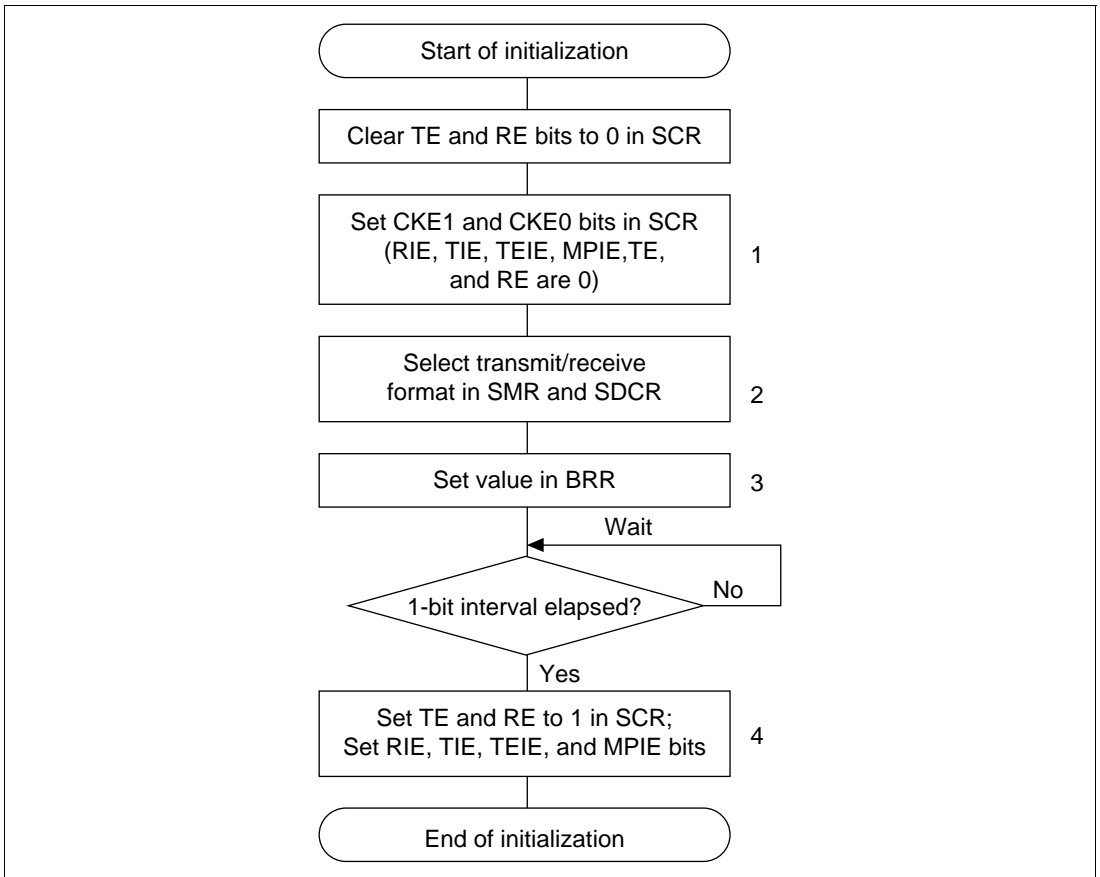 Start of initialization
Clear TE and RE bits to 0 in SCR
Set CKE1 and CKE0 bits in SCR
(RIE, TIE, TEIE, MPIE,TE,
and RE are 0)
1
Select transmit/receive
format in SMR and SDCR
2
Set value in BRR
3
Wait
1-bit interval elapsed?
No
Yes
Set TE and RE to 1 in SCR;
Set RIE, TIE, TEIE, and MPIE bits
4
End of initialization